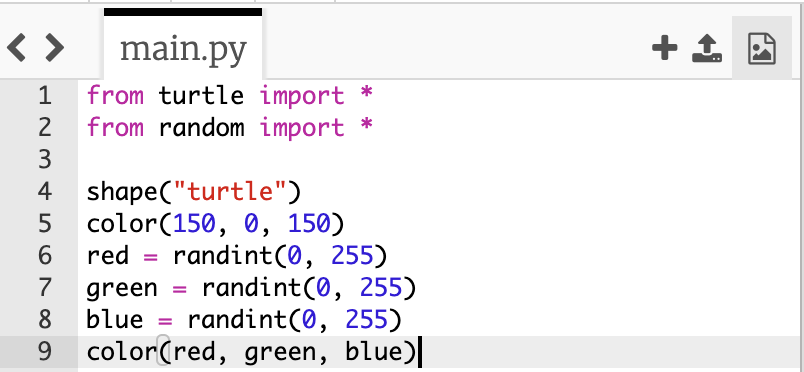 main.py
1 from turtle import *
2 from random import *
3
4 shape("turtle")
5 color(150, 0, 150)
6 red = randint(0, 255)
7 green = randint(0, 255)
8 blue = randint(0, 255)
9 color(red, green, blue)